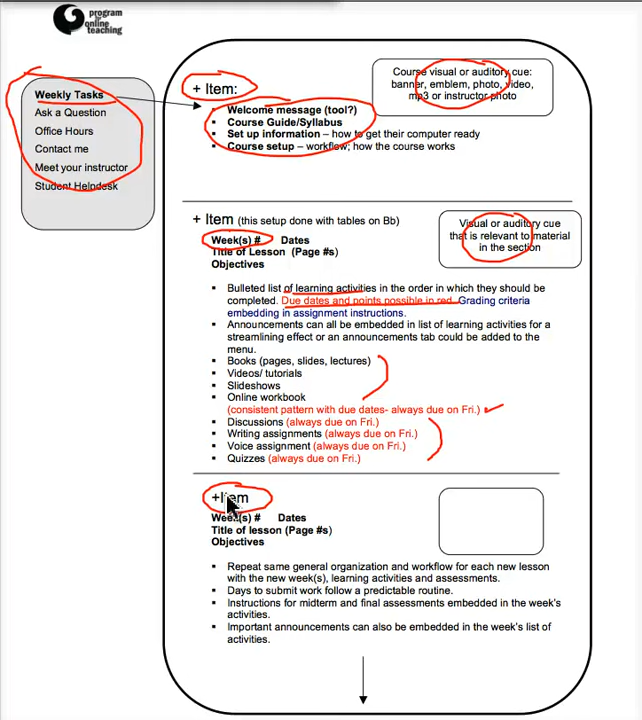 program
for
online
teaching
Weekly Tasks
Ask a Question
Office Hours
Contact me
Meet your instructor
Student Helpdesk
+ Item:
Course visual or auditory cue:
banner, emblem, photo, video,
mp3 or instructor photo
▪ Welcome message (tool?)
▪ Course Guide/Syllabus
▪ Set up information – how to get their computer ready
▪ Course setup – workflow; how the course works
+ Item (this setup done with tables on Bb)
Week(s) # Dates
Title of Lesson (Page #s)
Objectives
Visual or auditory cue
that is relevant to material
in the section
▪ Bulleted list of learning activities in the order in which they should be
completed. Due dates and points possible in red. Grading criteria
embedding in assignment instructions.
▪ Announcements can all be embedded in list of learning activities for a
streamlining effect or an announcements tab could be added to the
menu.
▪ Books (pages, slides, lectures)
▪ Videos/ tutorials
▪ Slideshows
▪ Online workbook
(consistent pattern with due dates- always due on Fri.)
▪ Discussions (always due on Fri.)
▪ Writing assignments (always due on Fri.)
▪ Voice assignment (always due on Fri.)
▪ Quizzes (always due on Fri.)
+Item
Week(s) # Dates
Title of lesson (Page #s)
Objectives
▪ Repeat same general organization and workflow for each new lesson
with the new week(s), learning activities and assessments.
▪ Days to submit work follow a predictable routine.
▪ Instructions for midterm and final assessments embedded in the week's
activities.
▪ Important announcements can also be embedded in the week's list of
activities.